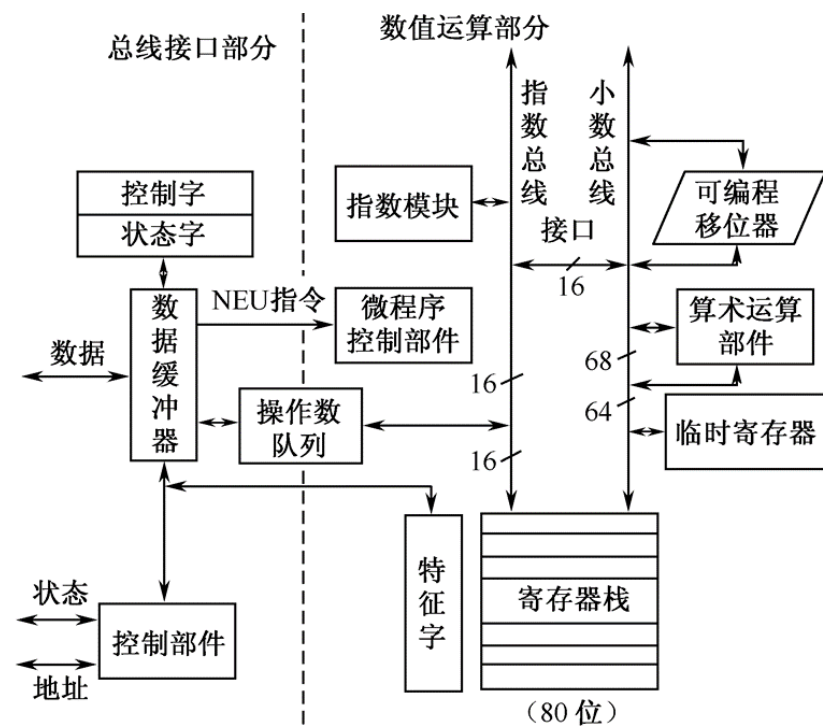 总线接口部分
数值运算部分
指数总线
小数总线
控制字
状态字
指数模块
可编程
移位器
接口
16
NEU指令
数据缓冲器
微程序
控制部件
算术运算
部件
数据
68
16
操作数
队列
64
临时寄存器
16
特征字
寄存器栈
状态
控制部件
地址
(80位)